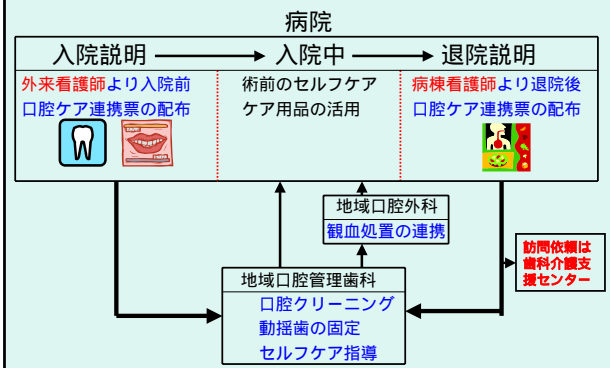 病院
入院説明 入院中 退院説明
外来看護師より入院前
口腔ケア連携票の配布
術前のセルフケア
ケア用品の活用
病棟看護師より退院後
口腔ケア連携票の配布
地域口腔外科
観血処置の連携
訪問依頼は
歯科介護支
援センター
地域口腔管理歯科
口腔クリーニング
動揺歯の固定
セルフケア指導